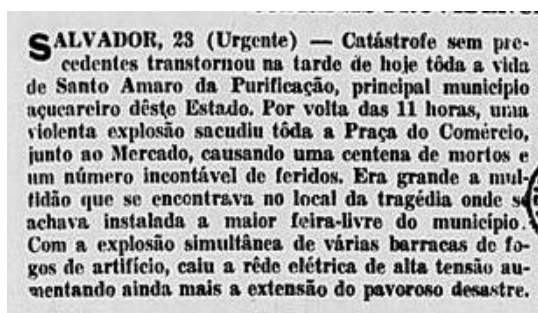 SALVADOR, 23 (Urgente) — Catástrofe sem pre-
cedentes transtornou na tarde de hoje tôda a vida
de Santo Amaro da Purificação, principal município
açucareiro dêste Estado. Por volta das 11 horas, uma
violenta explosão sacudiu tôda a Praça do Comércio,
junto ao Mercado, causando uma centena de mortos e
um número incontável de feridos. Era grande a mul-
tidão que se encontrava no local da tragédia onde se
achava instalada a maior feira-livre do município.
Com a explosão simultânea de várias barracas de fo-
gos de artifício, caiu a rêde elétrica de alta tensão au-
mentando ainda mais a extensão do pavoroso desastre.